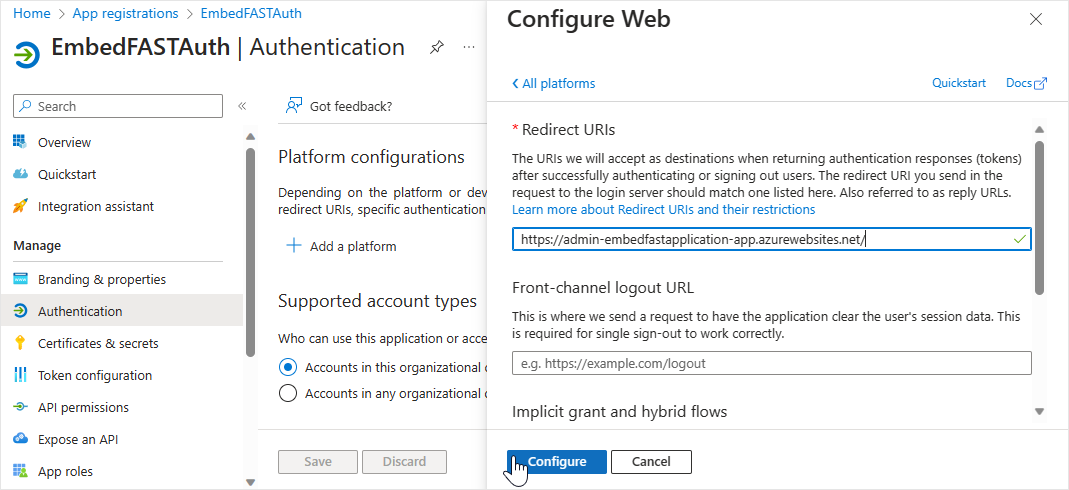 Home > App registrations > EmbedFASTAuth
EmbedFASTAuth | Authentication
Search
Overview
Quickstart
Integration assistant
Manage
Branding & properties
Authentication
Certificates & secrets
Token configuration
API permissions
Expose an API
App roles
Got feedback?
Platform configurations
Depending on the platform or dev
redirect URIs, specific authentication
Add a platform
Supported account types
Who can use this application or acce
Accounts in this organizational d
Accounts in any organizational d
Save Discard
Configure Web
All platforms Quickstart Docs
* Redirect URIs
The URIs we will accept as destinations when returning authentication responses (tokens)
after successfully authenticating or signing out users. The redirect URI you send in the
request to the login server should match one listed here. Also referred to as reply URLs.
Learn more about Redirect URIs and their restrictions
https://admin-embedfastapplication-app.azurewebsites.net/
Front-channel logout URL
This is where we send a request to have the application clear the user's session data. This
is required for single sign-out to work correctly.
e.g. https://example.com/logout
Implicit grant and hybrid flows
Configure Cancel